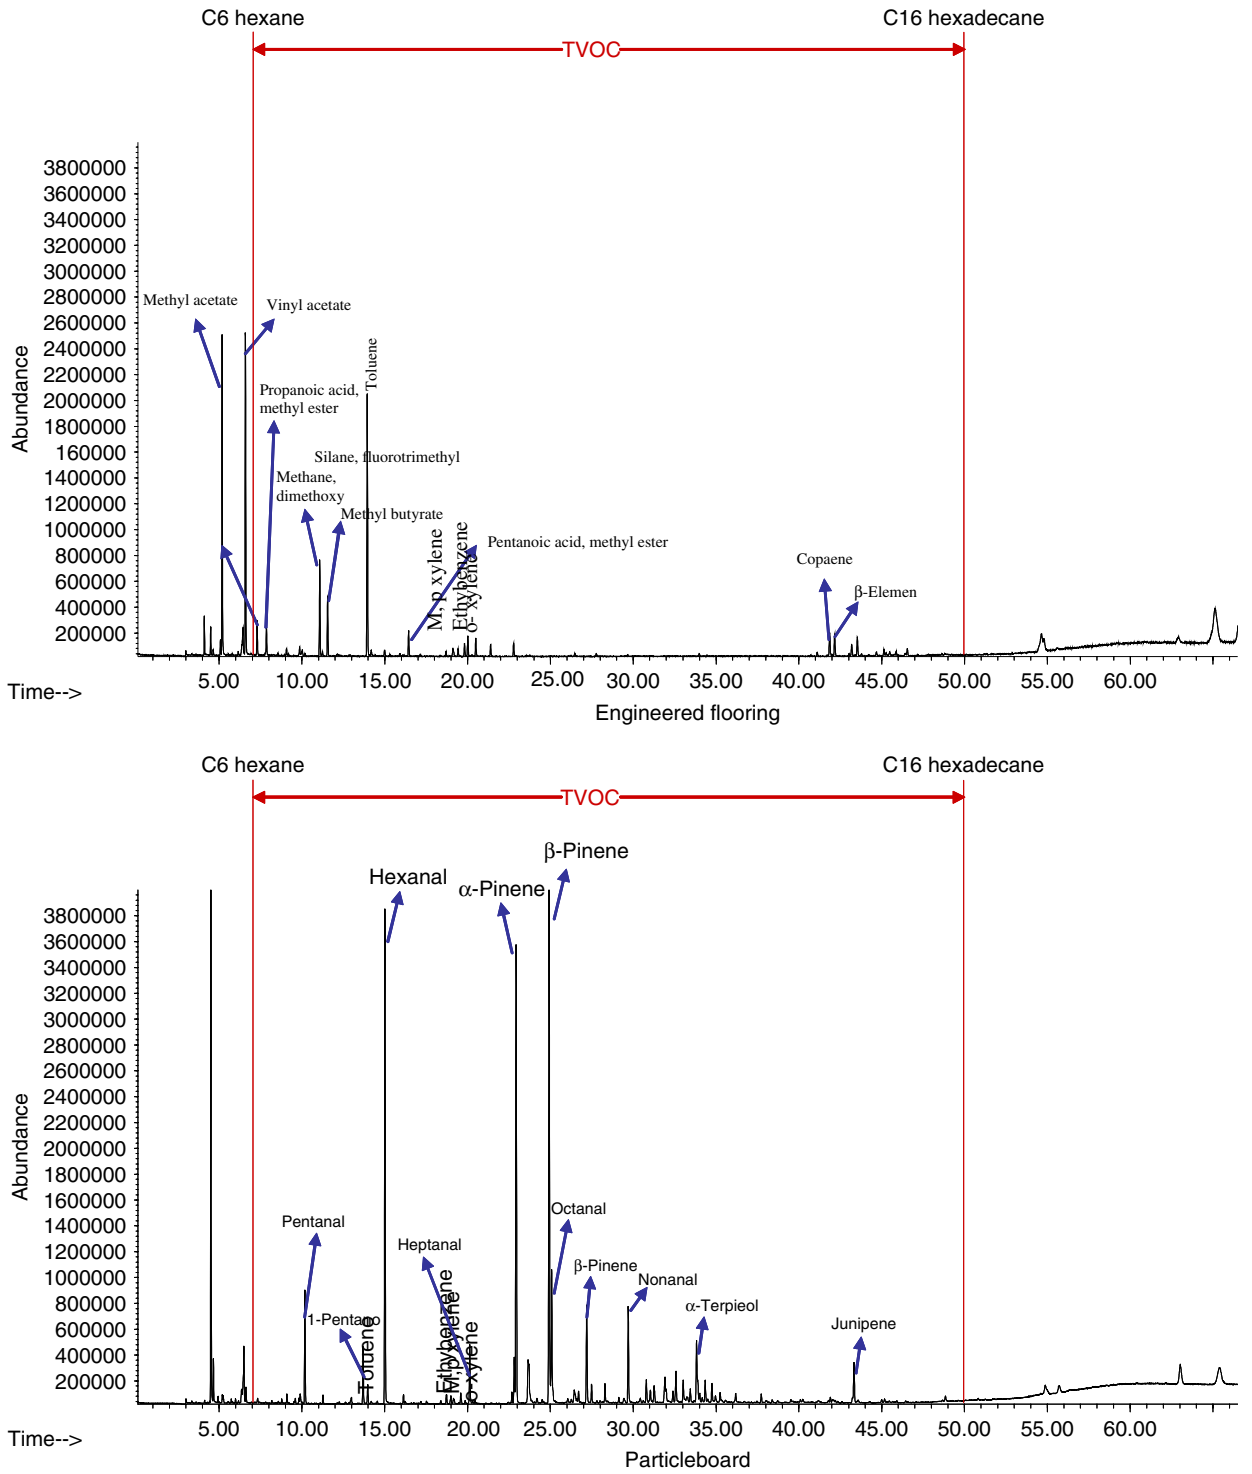 C6 hexane
C16 hexadecane
TVOC
3800000
3600000
3400000
3200000
3000000
2800000
2600000
2400000
2200000
2000000
1800000
1600000
1400000
1200000
1000000
800000
600000
400000
200000
Abundance
Methyl acetate
Vinyl acetate
Toluene
Propanoic acid,
methyl ester
Silane, fluorotrimethyl
Methane,
dimethoxy
Methyl butyrate
M, p xylene
Ethybenzene
o- xylene
Pentanoic acid, methyl ester
Copaene
β-Elemen
Time-->
5.00 10.00 15.00 20.00 25.00 30.00 35.00 40.00 45.00 50.00 55.00 60.00
Engineered flooring
C6 hexane
C16 hexadecane
TVOC
β-Pinene
Hexanal
α-Pinene
3800000
3600000
3400000
3200000
3000000
2800000
2600000
2400000
2200000
2000000
1800000
1600000
1400000
1200000
1000000
800000
600000
400000
200000
Abundance
Octanal
Pentanal
Heptanal
β-Pinene
Nonanal
α-Terpieol
1-Pentano
Toluene
Ethybenzene
M,p xylene
o-xylene
Junipene
Time-->
5.00 10.00 15.00 20.00 25.00 30.00 35.00 40.00 45.00 50.00 55.00 60.00
Particleboard